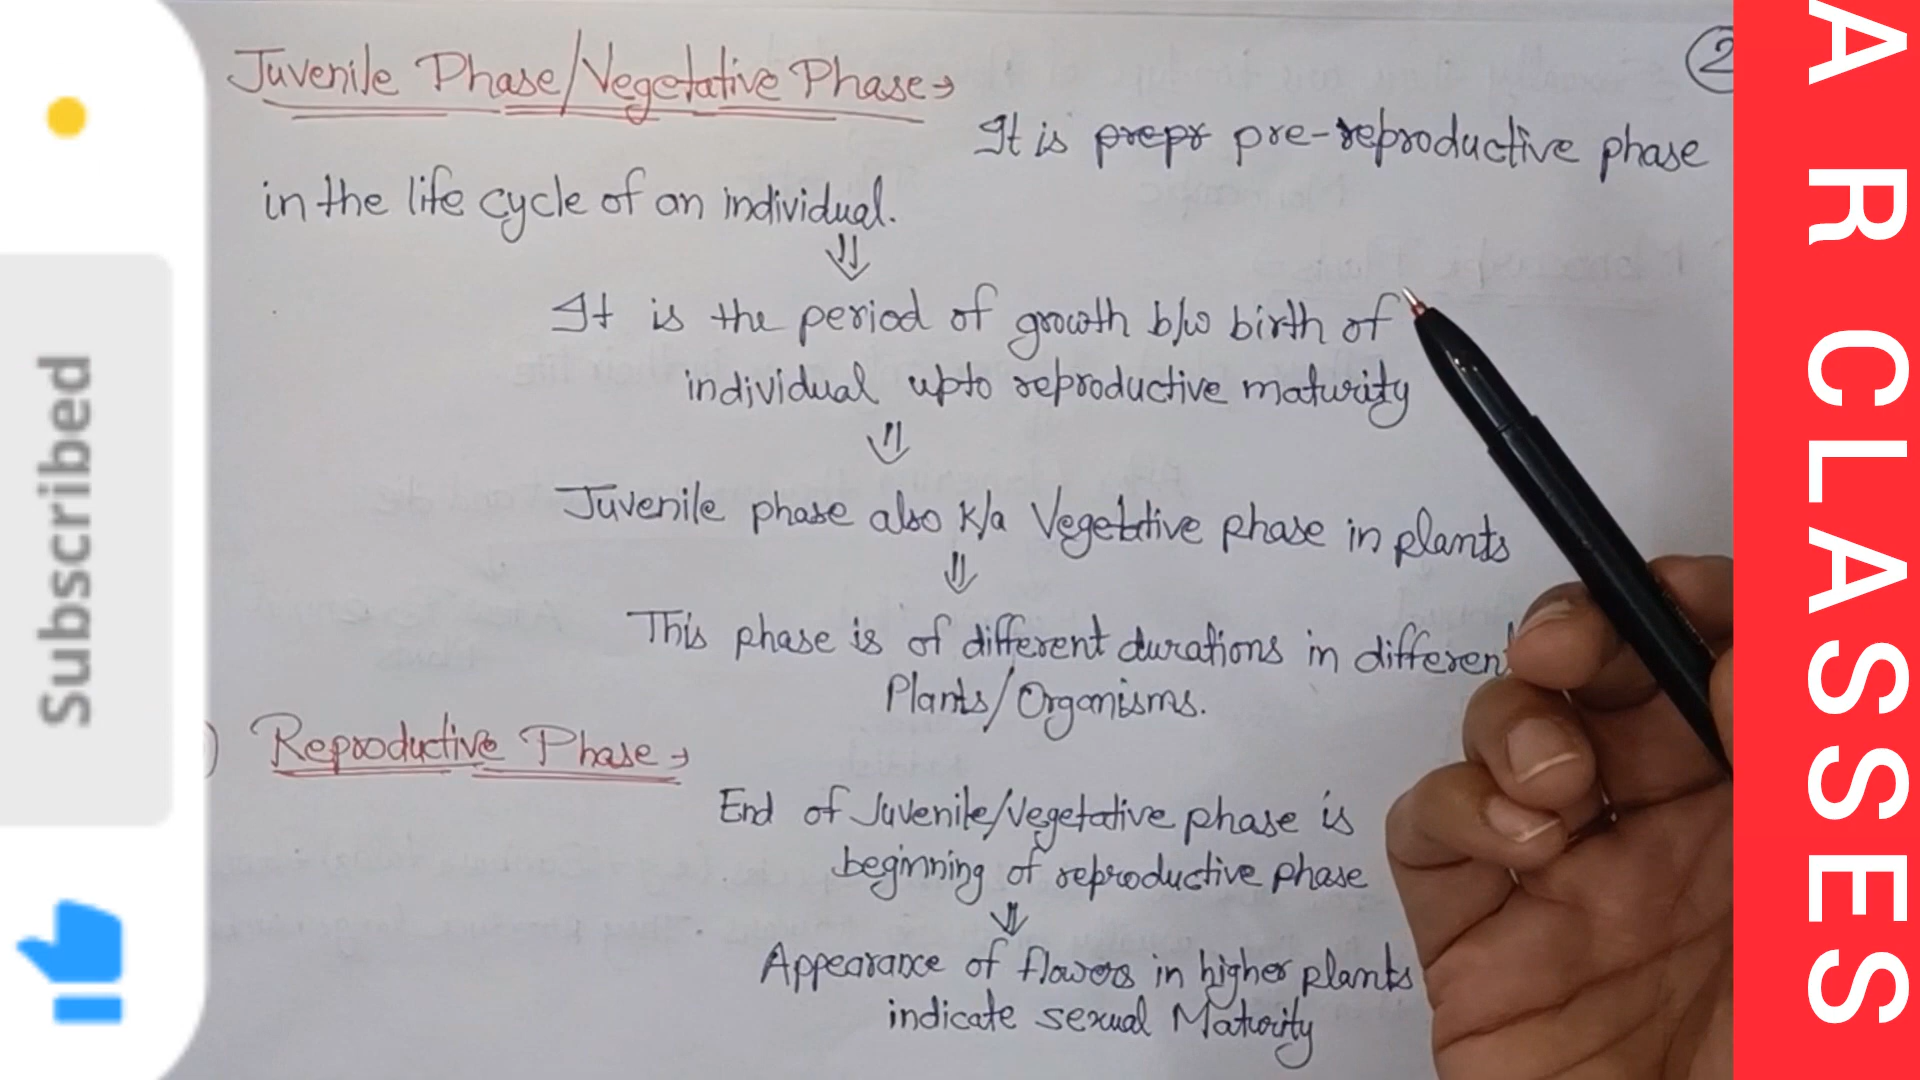 Juvenile Phase/Vegetative Phase→
2
It is prepr pre-reproductive phase
in the life cycle of an individual.
It is the period of growth b/w birth of
individual upto reproductive maturity
Juvenile phase also k/a Vegetative phase in plants
This phase is of different durations in different
Plants/Organisms.
) Reproductive Phase→
End of Juvenile/Vegetative phase is
beginning of reproductive phase
Appearance of flowers in higher plants
indicate sexual Maturity
Subscribed
A R CLASSES